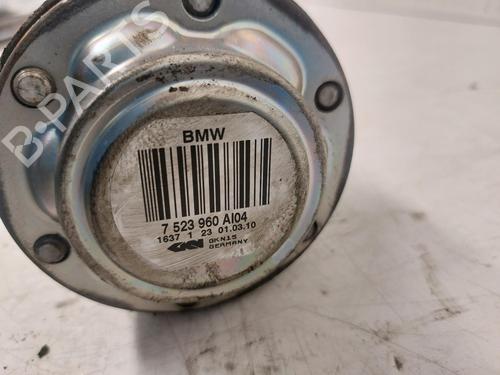 B-PARTS
BMW
7 523 960 AI04
1637 1 23 01.03.10
GKN
GKN15
GERMANY